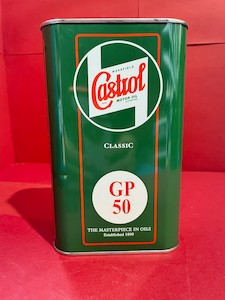 WAKEFIELD
Castrol
MOTOR OIL
CLASSIC
GP
50
THE MASTERPIECE IN OILS
Established 1899